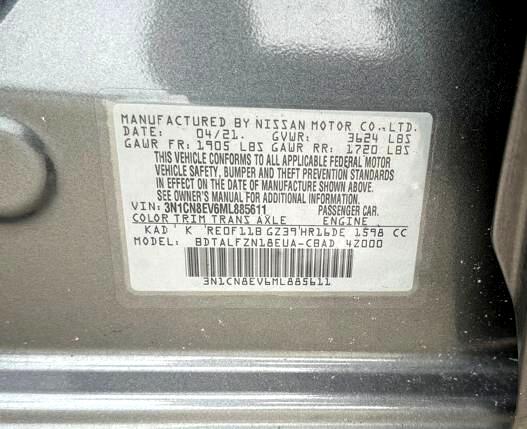 MANUFACTURED BY NISSAN MOTOR CO.,LTD.
DATE: 04/21. GVWR: 3624 LBS
GAWR FR: 1905 LBS GAWR RR: 1720 LBS
THIS VEHICLE CONFORMS TO ALL APPLICABLE FEDERAL MOTOR
VEHICLE SAFETY, BUMPER AND THEFT PREVENTION STANDARDS
IN EFFECT ON THE DATE OF MANUFACTURE SHOWN ABOVE.
1N OWNER'S MANUAL FOR MORE INFORMATION.
VIN: 3N1CN8EV6ML885611 PASSENGER CAR.
COLOR TRIM TRANS AXLE ENGINE
KAD K RE0F11B GZ39 HR16DE 1598 CC
MODEL: BDTALFZN18EUA-CBAD 4Z000
3N1CN8EV6ML885611